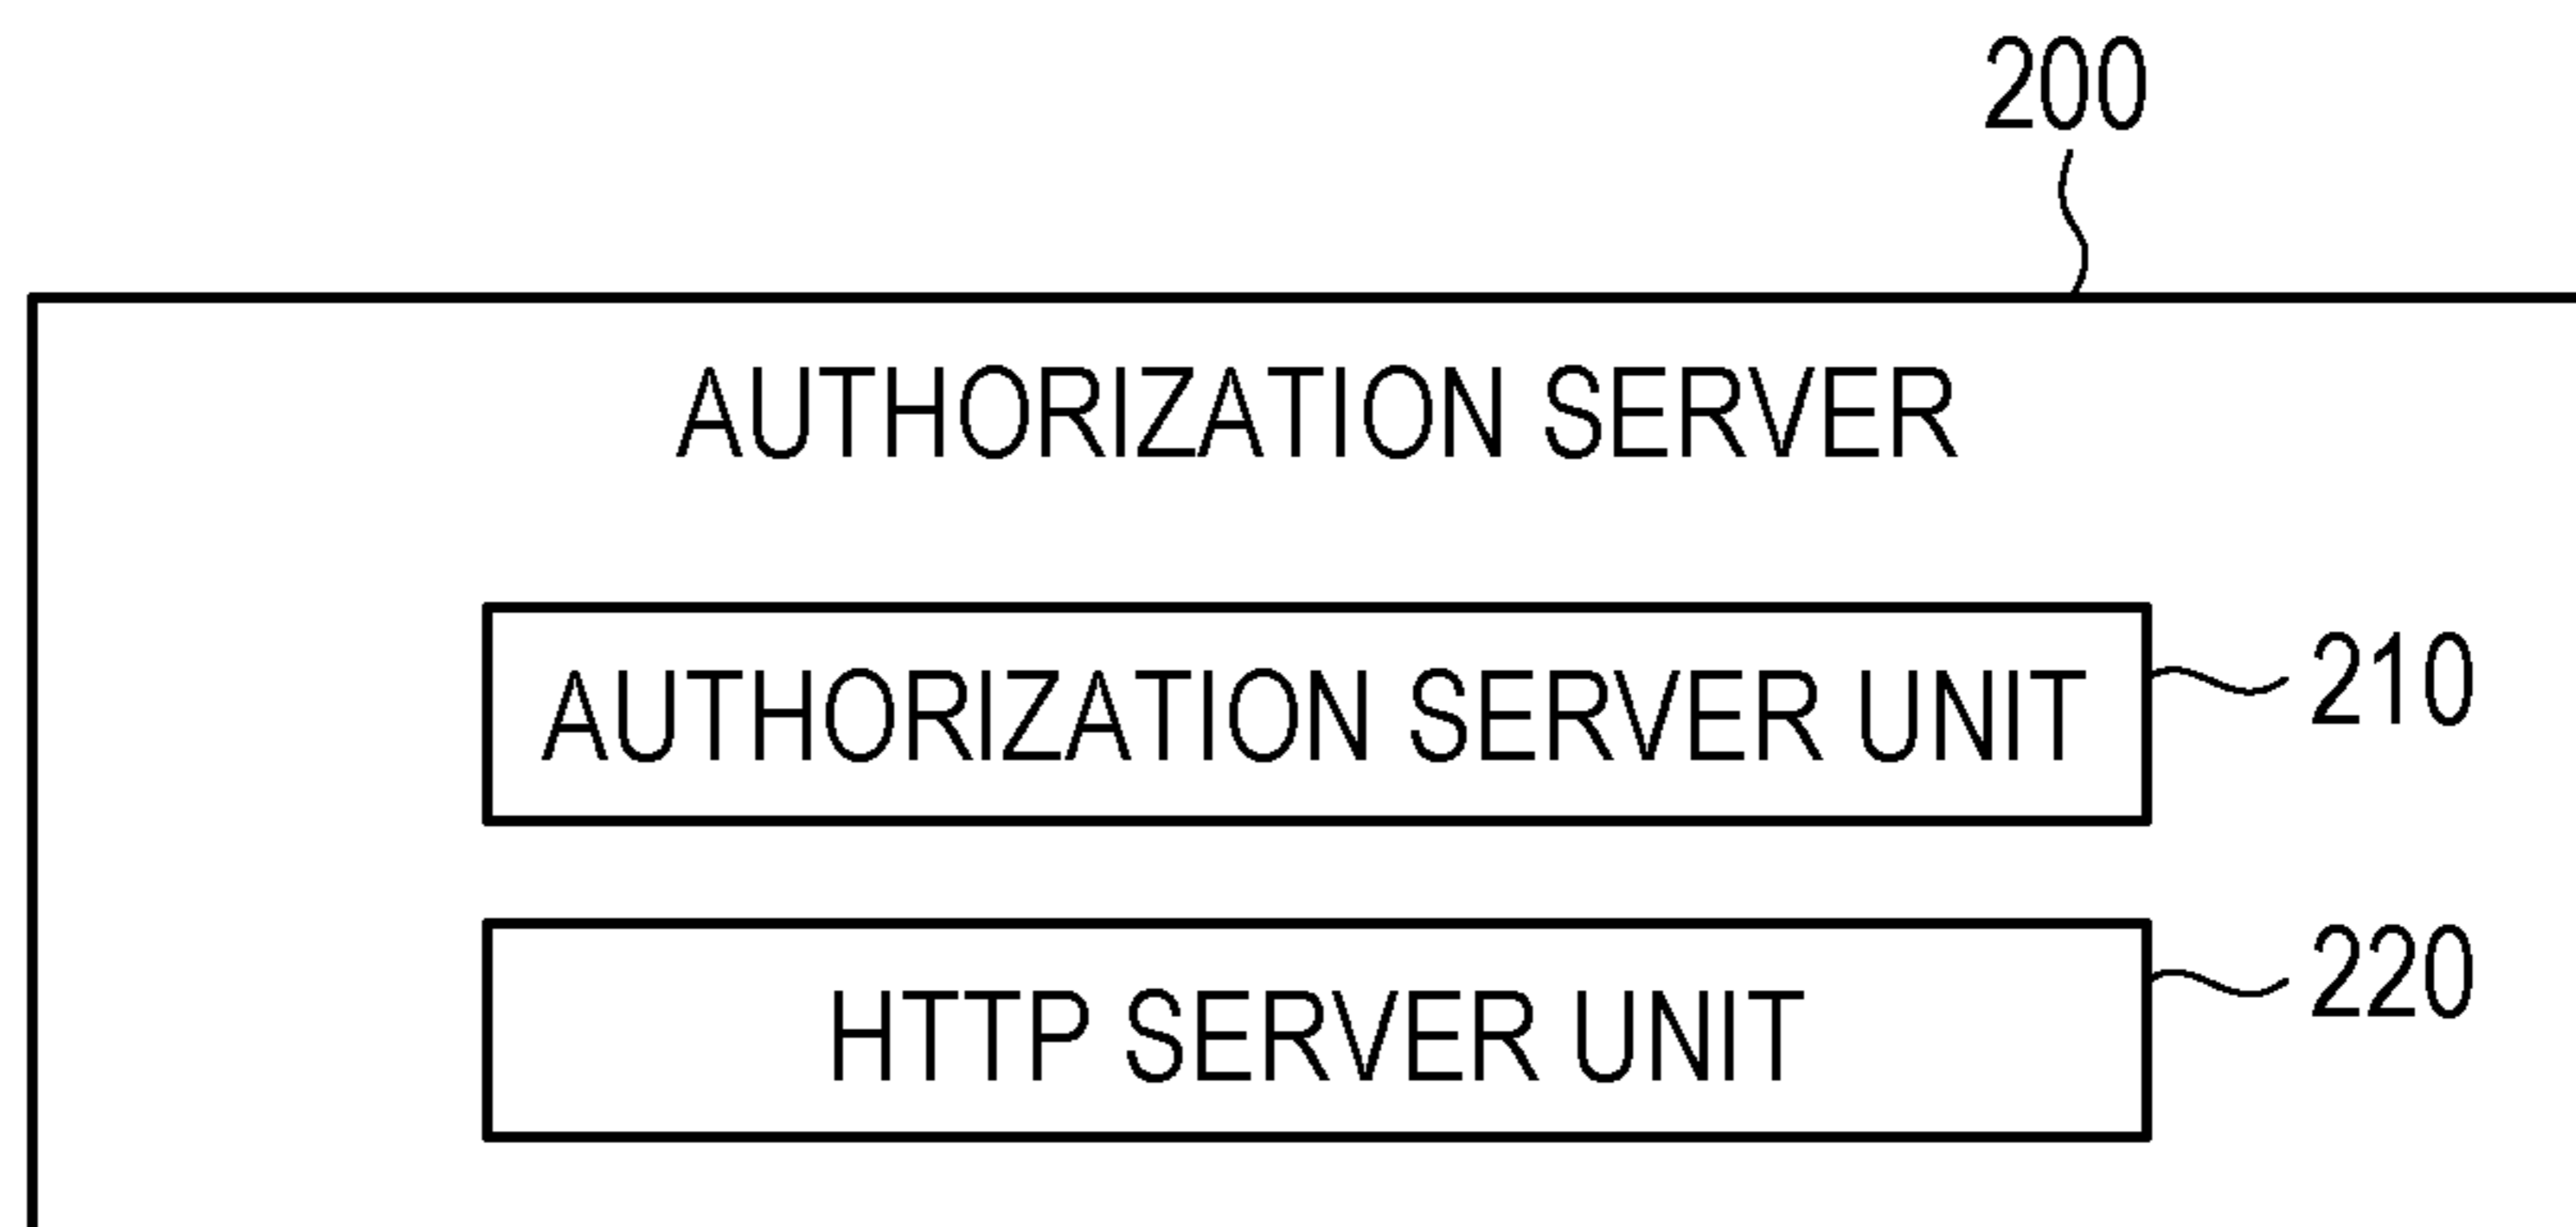 200
AUTHORIZATION SERVER
AUTHORIZATION SERVER UNIT
210
HTTP SERVER UNIT
220